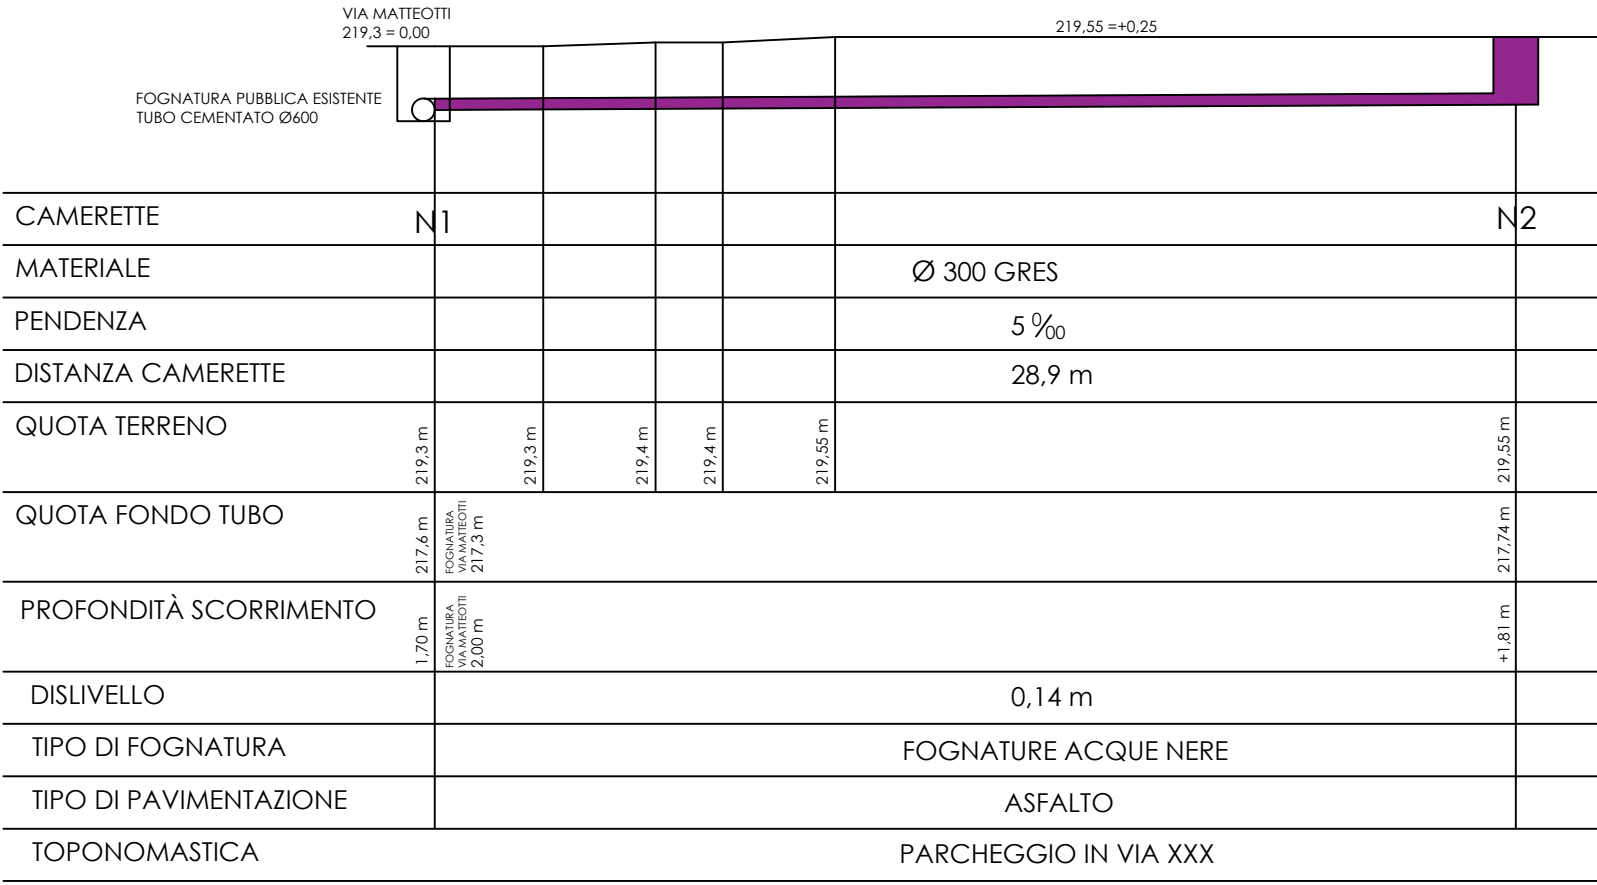 VIA MATTEOTTI
219,3 = 0,00
219,55 =+0,25
FOGNATURA PUBBLICA ESISTENTE
TUBO CEMENTATO Ø600
CAMERETTE
N1
N2
MATERIALE
Ø 300 GRES
PENDENZA
5 0/00
DISTANZA CAMERETTE
28,9 m
QUOTA TERRENO
219,3 m
219,3 m
219,4 m
219,4 m
219,55 m
219,55 m
QUOTA FONDO TUBO
217,6 m
FOGNATURA
VIA MATTEOTTI
217,3 m
217,74 m
PROFONDITÀ SCORRIMENTO
1,70 m
FOGNATURA
VIA MATTEOTTI
2,00 m
+1,81 m
DISLIVELLO
0,14 m
TIPO DI FOGNATURA
FOGNATURE ACQUE NERE
TIPO DI PAVIMENTAZIONE
ASFALTO
TOPONOMASTICA
PARCHEGGIO IN VIA XXX